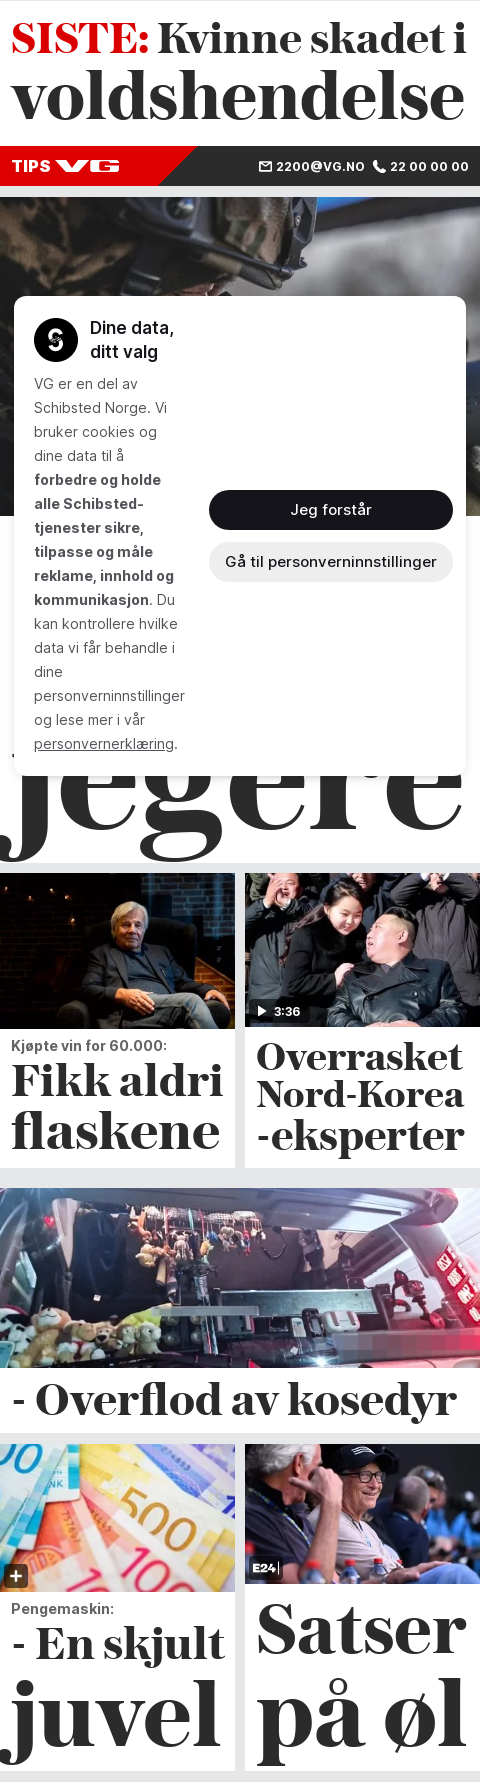 SISTE: Kvinne skadet i
voldshendelse
TIPS VG
2200@VG.NO 22 00 00 00
Dine data,
ditt valg
VG er en del av
Schibsted Norge. Vi
bruker cookies og
dine data til å
forbedre og holde
alle Schibsted-
tjenester sikre,
tilpasse og måle
reklame, innhold og
kommunikasjon. Du
kan kontrollere hvilke
data vi får behandle i
dine
personverninnstillinger
og lese mer i vår
personvernerklæring.
Jeg forstår
Gå til personverninnstillinger
jegere
3:36
Kjøpte vin for 60.000:
Fikk aldri
flaskene
Overrasket
Nord-Korea
-eksperter
- Overflod av kosedyr
500
100
E24
Pengemaskin:
- En skjult
juvel
Satser
på øl